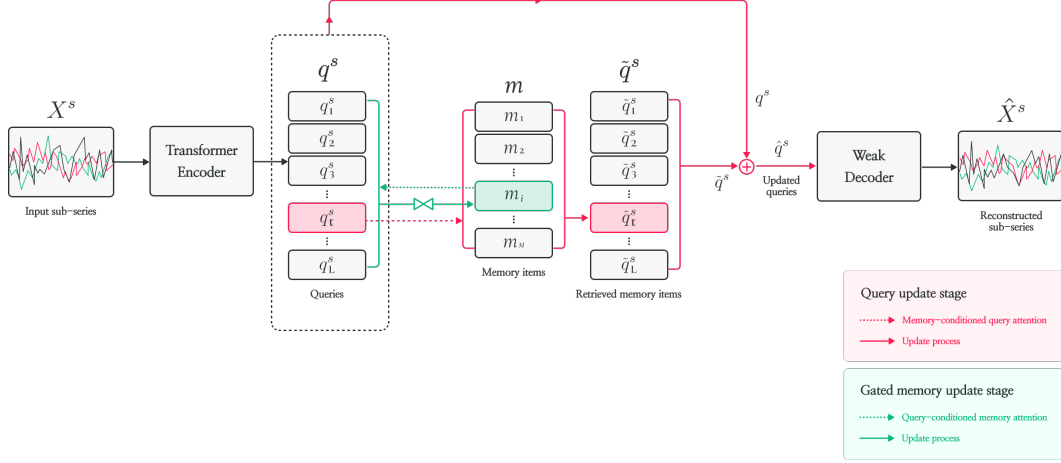 X^s
Input sub-series
Transformer
Encoder
q^s
q_1^s
q_2^s
q_3^s
⋮
q_t^s
⋮
q_L^s
Queries
m
m_1
m_2
⋮
m_i
⋮
m_M
Memory items
q̃^s
q̃_1^s
q̃_2^s
q̃_3^s
⋮
q̃_t^s
⋮
q̃_L^s
Retrieved memory items
q^s
q̃^s
q̂^s
Updated
queries
Weak
Decoder
X̂^s
Reconstructed
sub-series
Query update stage
Memory-conditioned query attention
Update process
Gated memory update stage
Query-conditioned memory attention
Update process